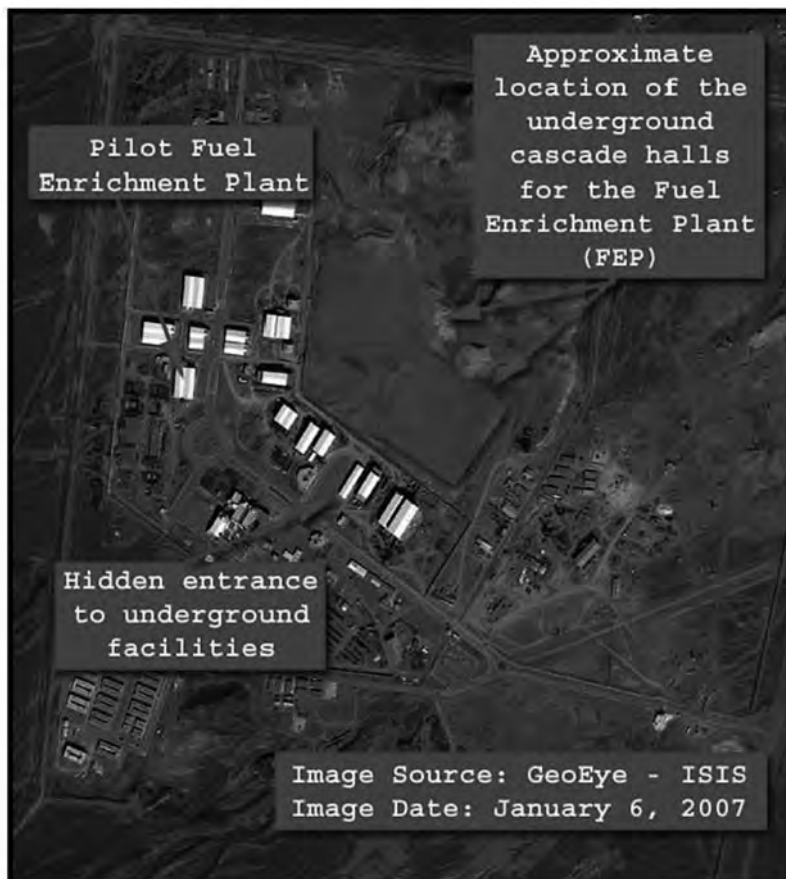 Approximate
location of the
underground
cascade halls
for the Fuel
Enrichment Plant
(FEP)
Pilot Fuel
Enrichment Plant
Hidden entrance
to underground
facilities
Image Source: GeoEye - ISIS
Image Date: January 6, 2007